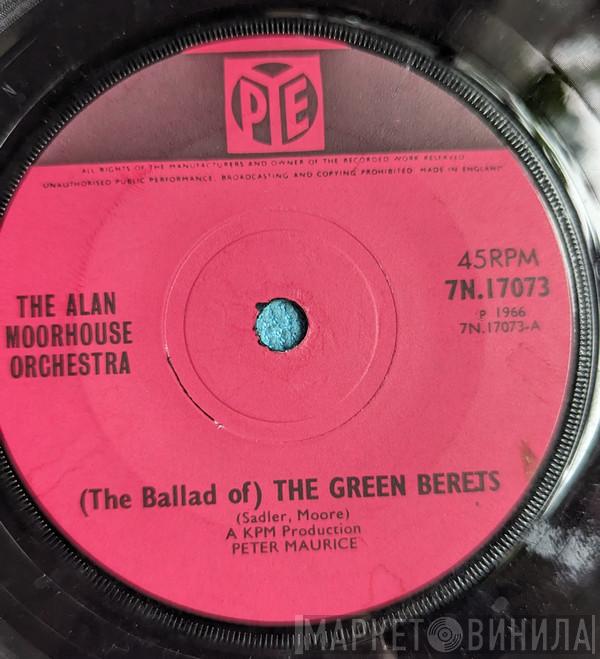 PYE
ALL RIGHTS OF THE MANUFACTURERS AND OWNER OF THE RECORDED WORK RESERVED
UNAUTHORISED PUBLIC PERFORMANCE, BROADCASTING AND COPYING PROHIBITED MADE IN ENGLAND
45RPM
7N.17073
P 1966
7N.17073-A
THE ALAN
MOORHOUSE
ORCHESTRA
(The Ballad of) THE GREEN BERETS
(Sadler, Moore)
A KPM Production
PETER MAURICE
МАРКЕТ ВИНИЛА